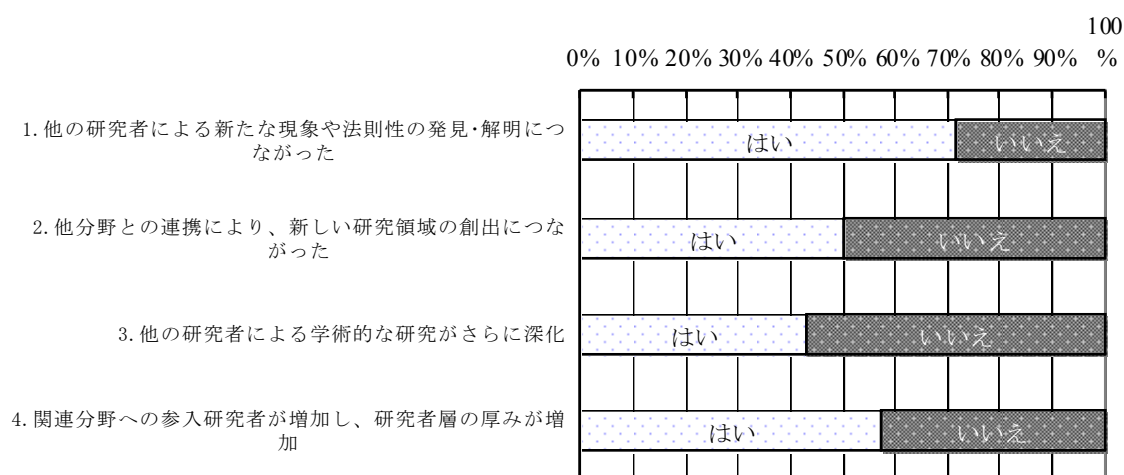 100
0% 10% 20% 30% 40% 50% 60% 70% 80% 90% %
1.他の研究者による新たな現象や法則性の発見･解明につ
ながった
はい いいえ
2.他分野との連携により、新しい研究領域の創出につな
がった
はい いいえ
3.他の研究者による学術的な研究がさらに深化
はい いいえ
4.関連分野への参入研究者が増加し、研究者層の厚みが増
加
はい いいえ